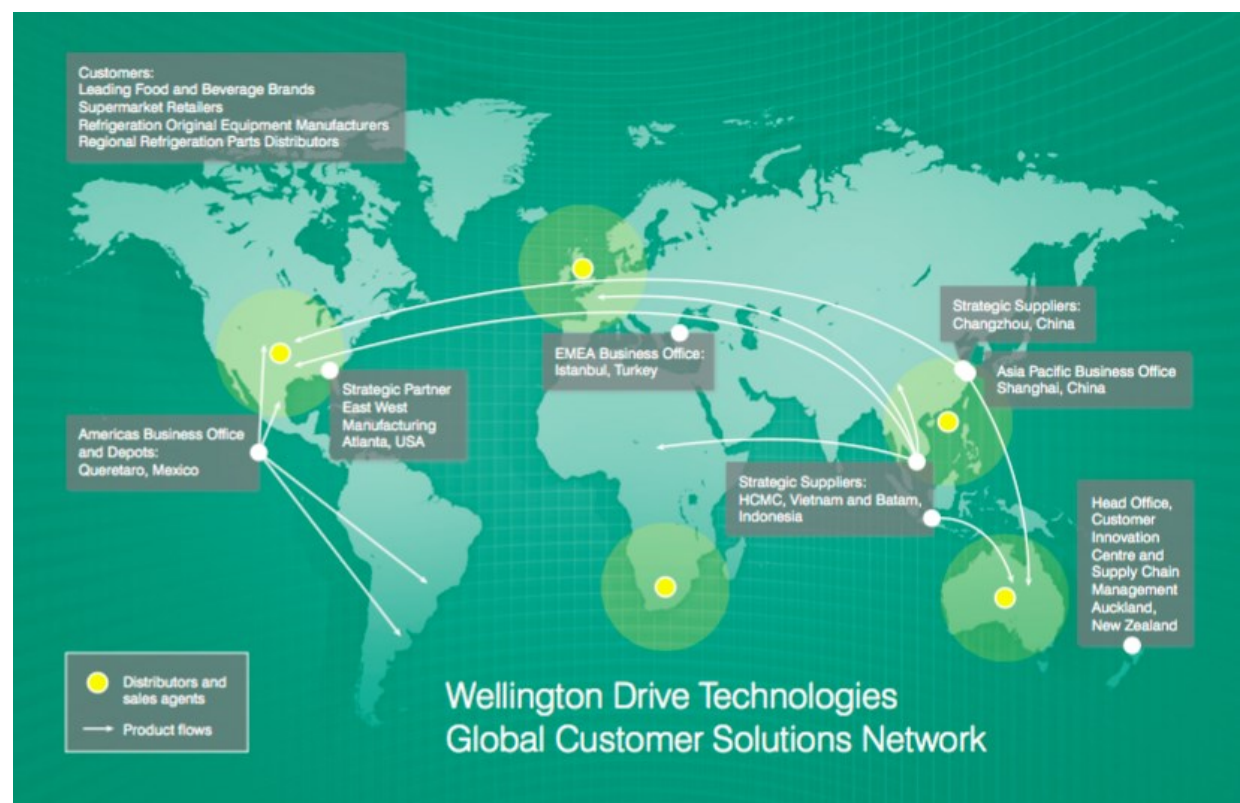 Customers:
Leading Food and Beverage Brands
Supermarket Retailers
Refrigeration Original Equipment Manufacturers
Regional Refrigeration Parts Distributors
Strategic Suppliers:
Changzhou, China
EMEA Business Office:
Istanbul, Turkey
Asia Pacific Business Office
Shanghai, China
Strategic Partner
East West
Manufacturing
Atlanta, USA
Americas Business Office
and Depots:
Queretaro, Mexico
Strategic Suppliers:
HCMC, Vietnam and Batam,
Indonesia
Head Office,
Customer
Innovation
Centre and
Supply Chain
Management
Auckland,
New Zealand
Distributors and
sales agents
Product flows
Wellington Drive Technologies
Global Customer Solutions Network